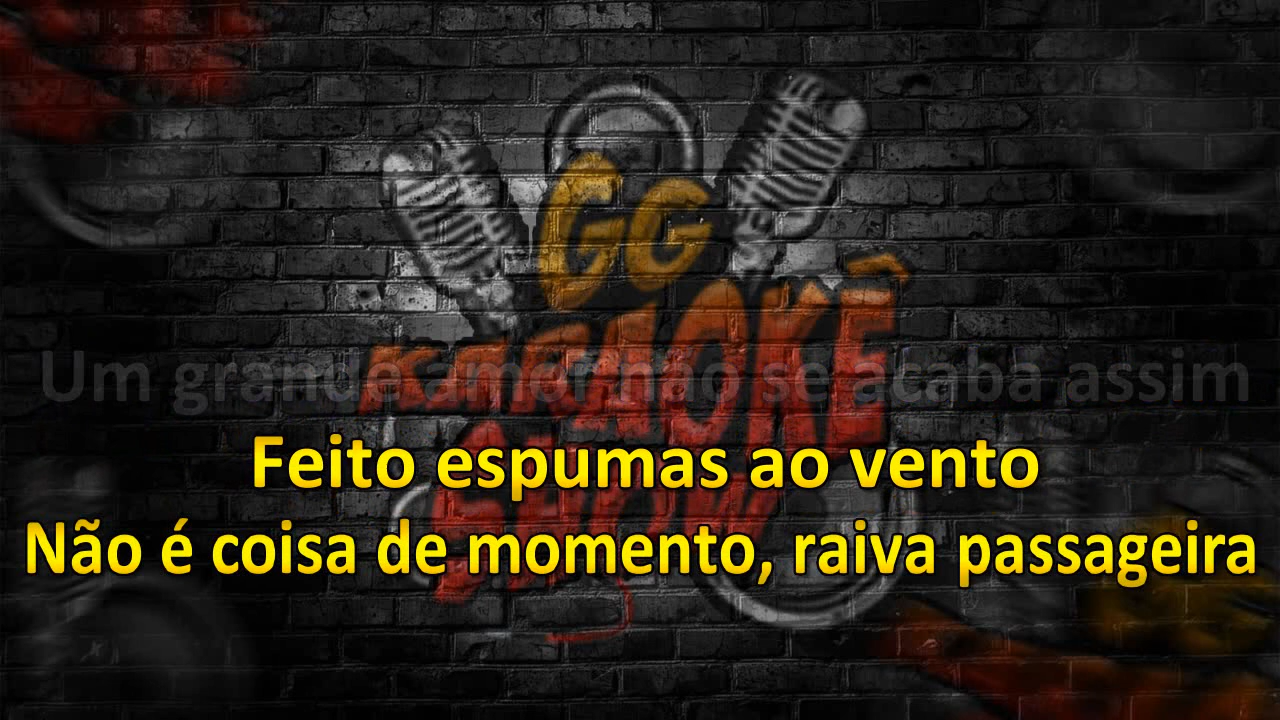 GG
KARAOKÊ
SHOW
Um grande amor não se acaba assim
Feito espumas ao vento
Não é coisa de momento, raiva passageira